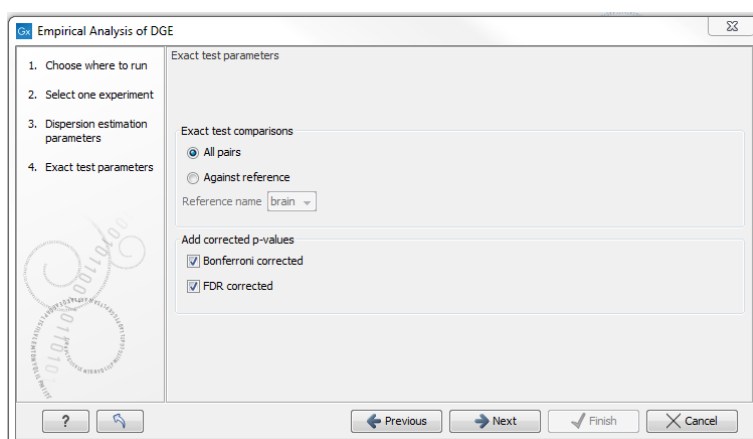 Gx Empirical Analysis of DGE
1. Choose where to run
2. Select one experiment
3. Dispersion estimation
parameters
4. Exact test parameters
Exact test parameters
Exact test comparisons
All pairs
Against reference
Reference name brain
Add corrected p-values
Bonferroni corrected
FDR corrected
?
Previous
Next
Finish
Cancel